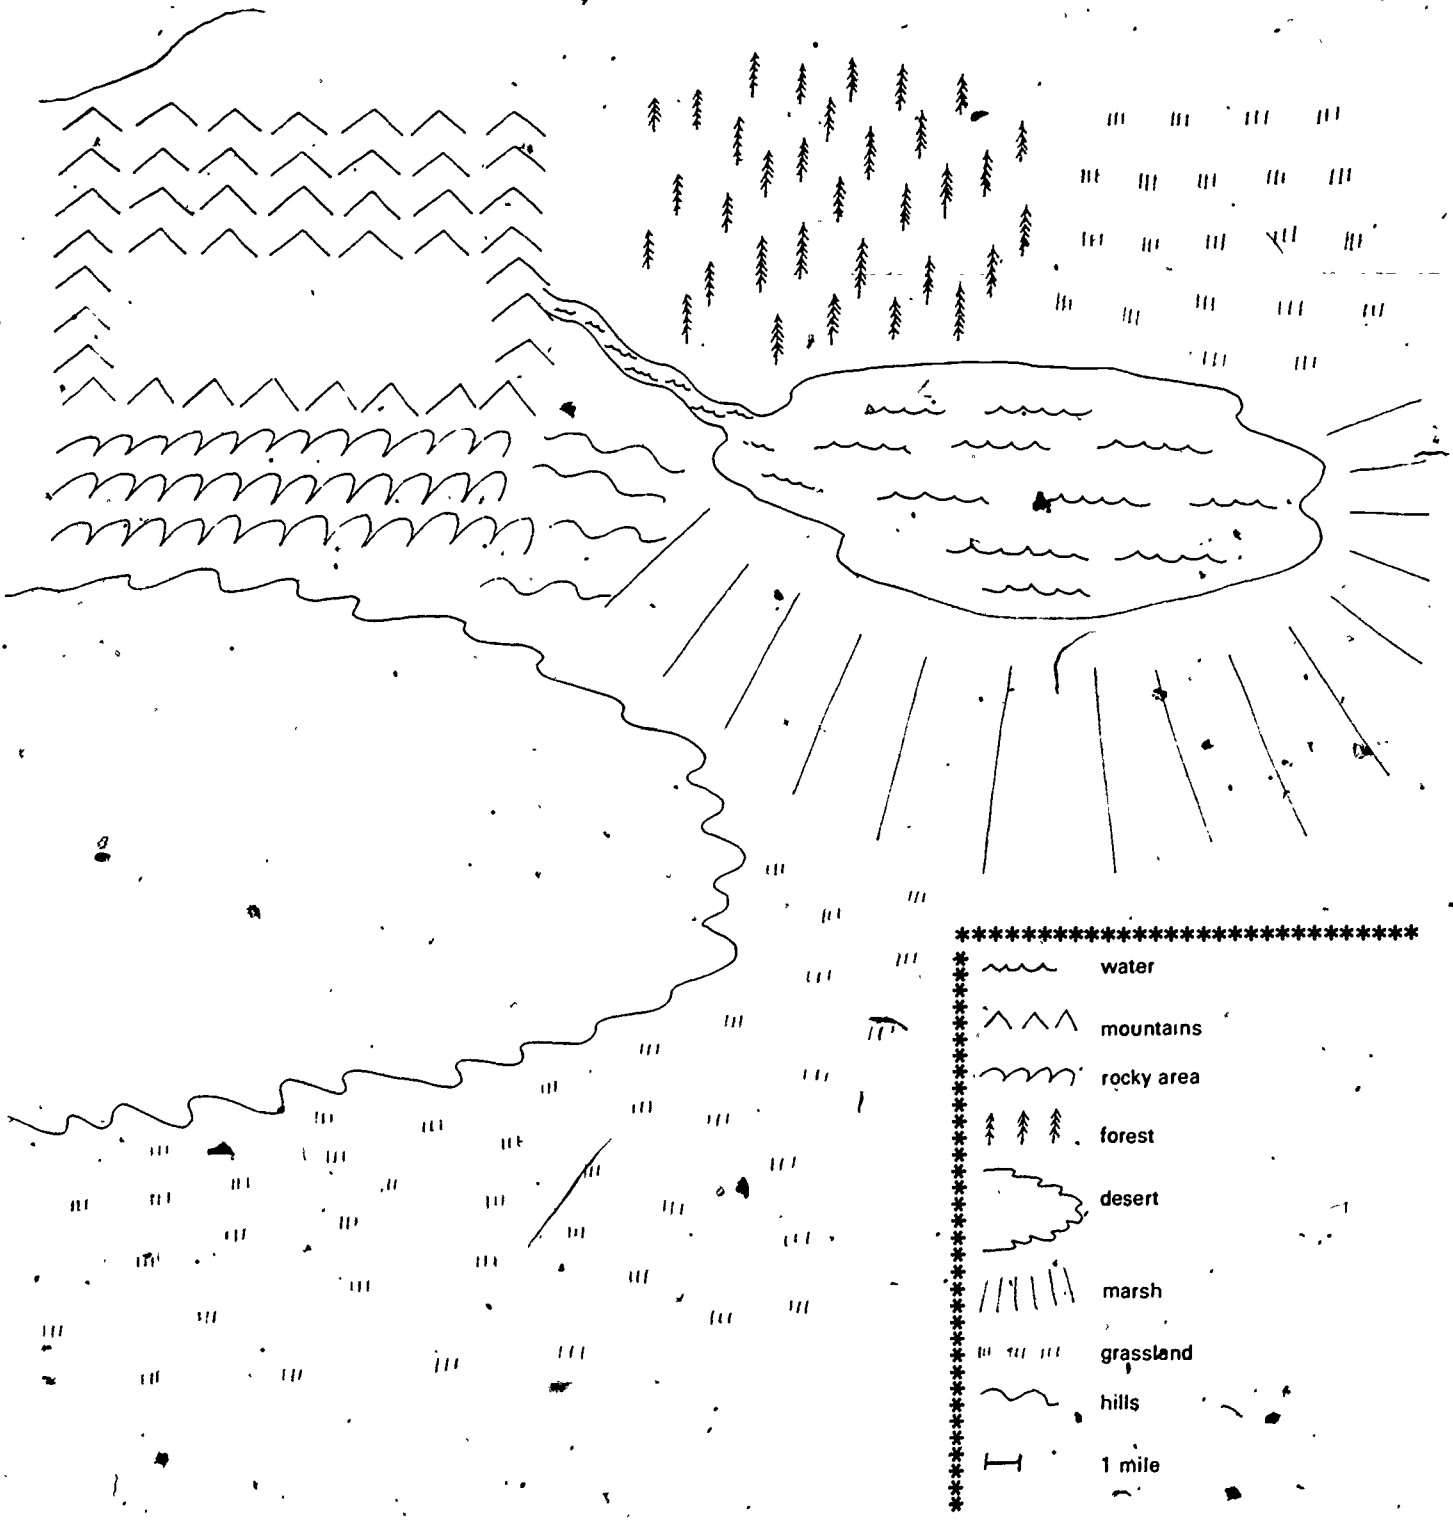 water
mountains
rocky area
forest
desert
marsh
grassland
hills
1 mile